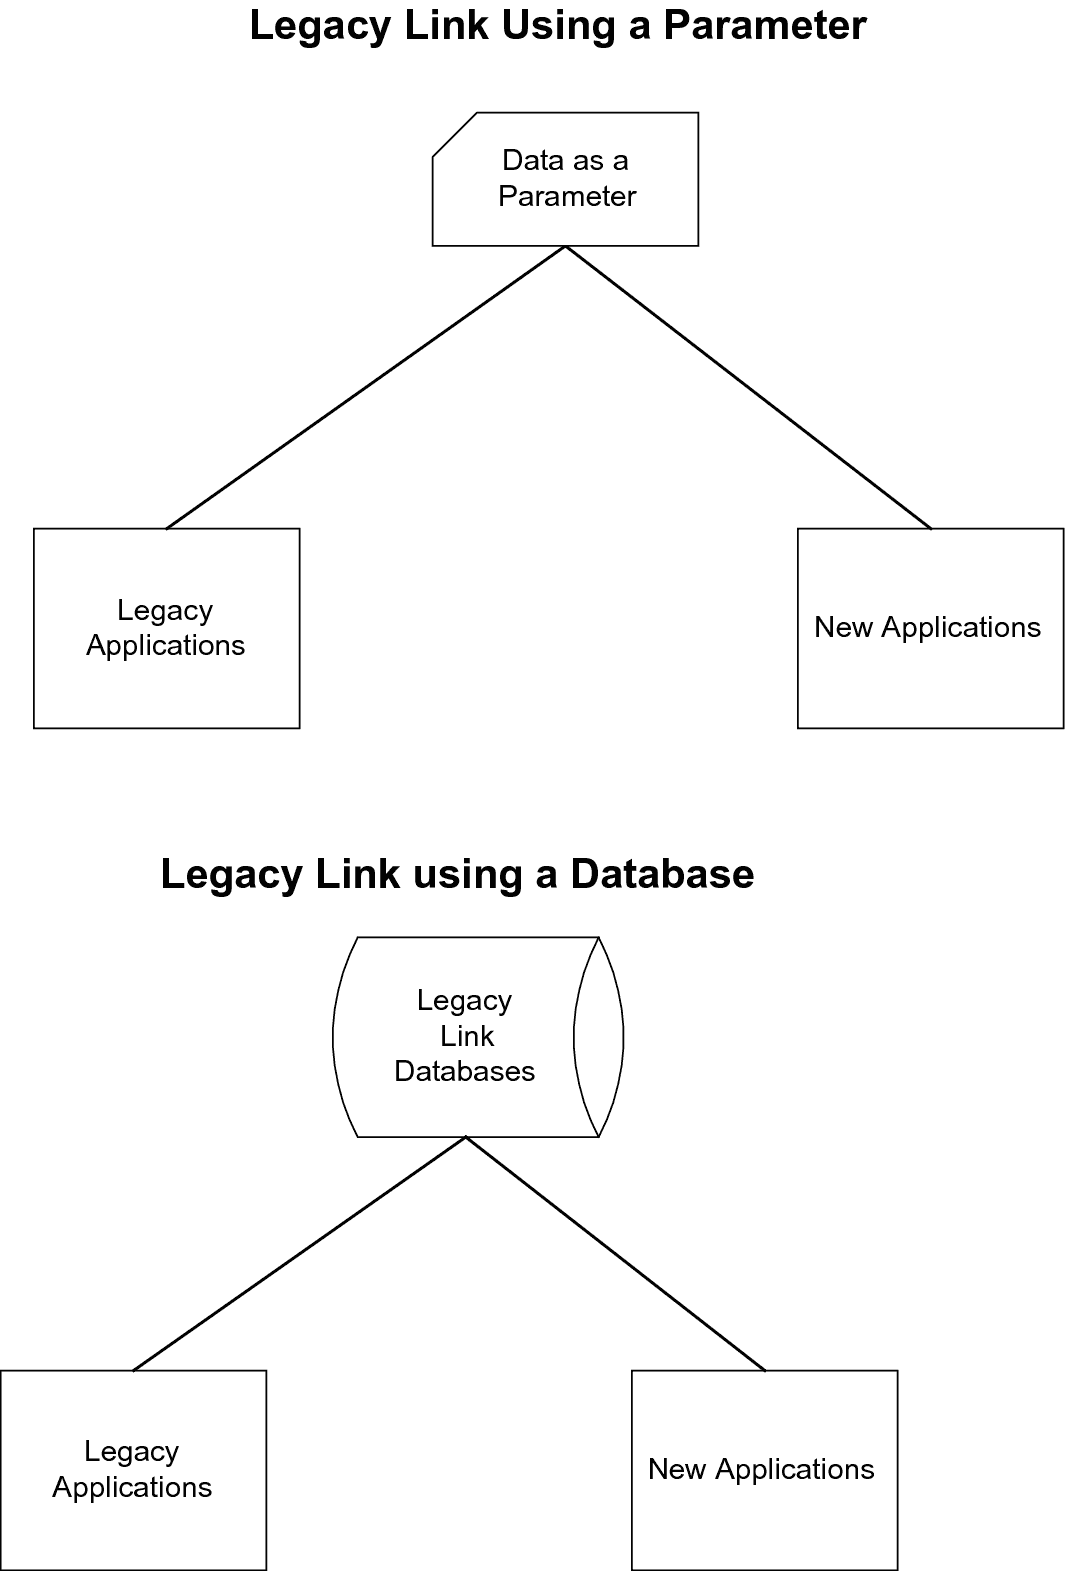 Legacy Link Using a Parameter
Data as a
Parameter
Legacy
Applications
New Applications
Legacy Link using a Database
Legacy
Link
Databases
Legacy
Applications
New Applications